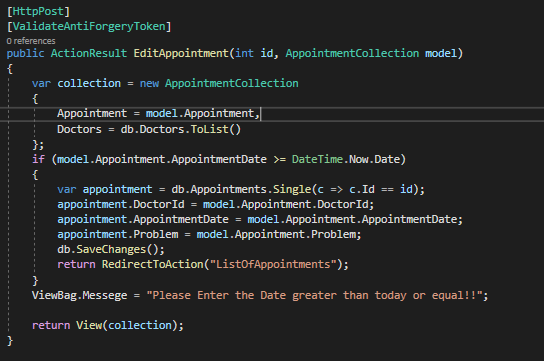 [HttpPost]
[ValidateAntiForgeryToken]
0 references
public ActionResult EditAppointment(int id, AppointmentCollection model)
{
var collection = new AppointmentCollection
{
Appointment = model.Appointment,
Doctors = db.Doctors.ToList()
};
if (model.Appointment.AppointmentDate >= DateTime.Now.Date)
{
var appointment = db.Appointments.Single(c => c.Id == id);
appointment.DoctorId = model.Appointment.DoctorId;
appointment.AppointmentDate = model.Appointment.AppointmentDate;
appointment.Problem = model.Appointment.Problem;
db.SaveChanges();
return RedirectToAction("ListOfAppointments");
}
ViewBag.Messege = "Please Enter the Date greater than today or equal!!";
return View(collection);
}